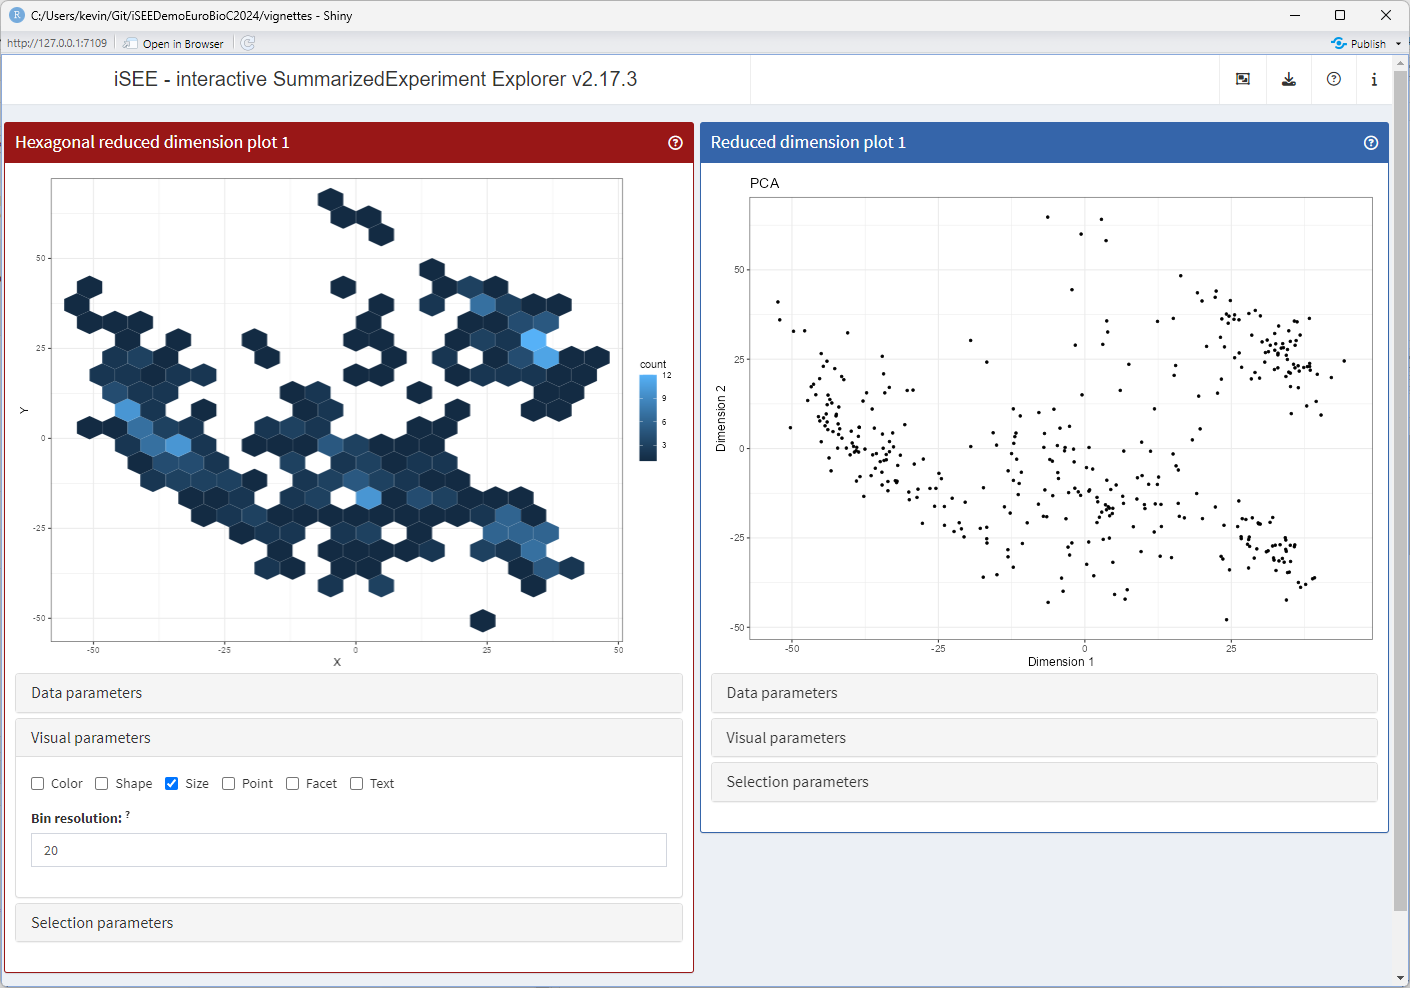 C:/Users/kevin/Git/iSEEDemoEuroBioC2024/vignettes - Shiny
http://127.0.0.1:7109 Open in Browser Publish
iSEE - interactive SummarizedExperiment Explorer v2.17.3
Hexagonal reduced dimension plot 1
50
25
0
-25
-50
Y
-50 -25 0 25 50
X
count
12
9
6
3
Data parameters
Visual parameters
Color Shape Size Point Facet Text
Bin resolution: ?
20
Selection parameters
Reduced dimension plot 1
PCA
50
25
0
-25
-50
Dimension 2
-50 -25 0 25
Dimension 1
Data parameters
Visual parameters
Selection parameters